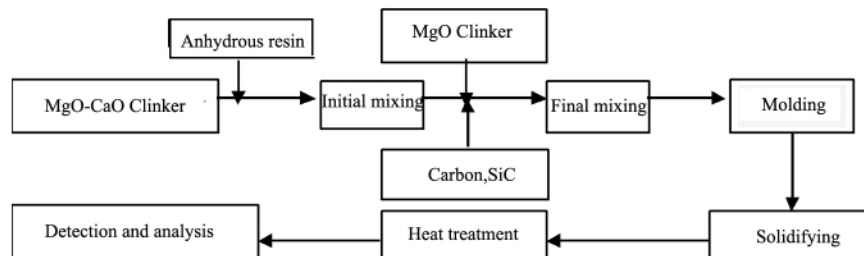 Anhydrous resin
MgO Clinker
MgO-CaO Clinker
Initial mixing
Final mixing
Molding
Carbon,SiC
Detection and analysis
Heat treatment
Solidifying